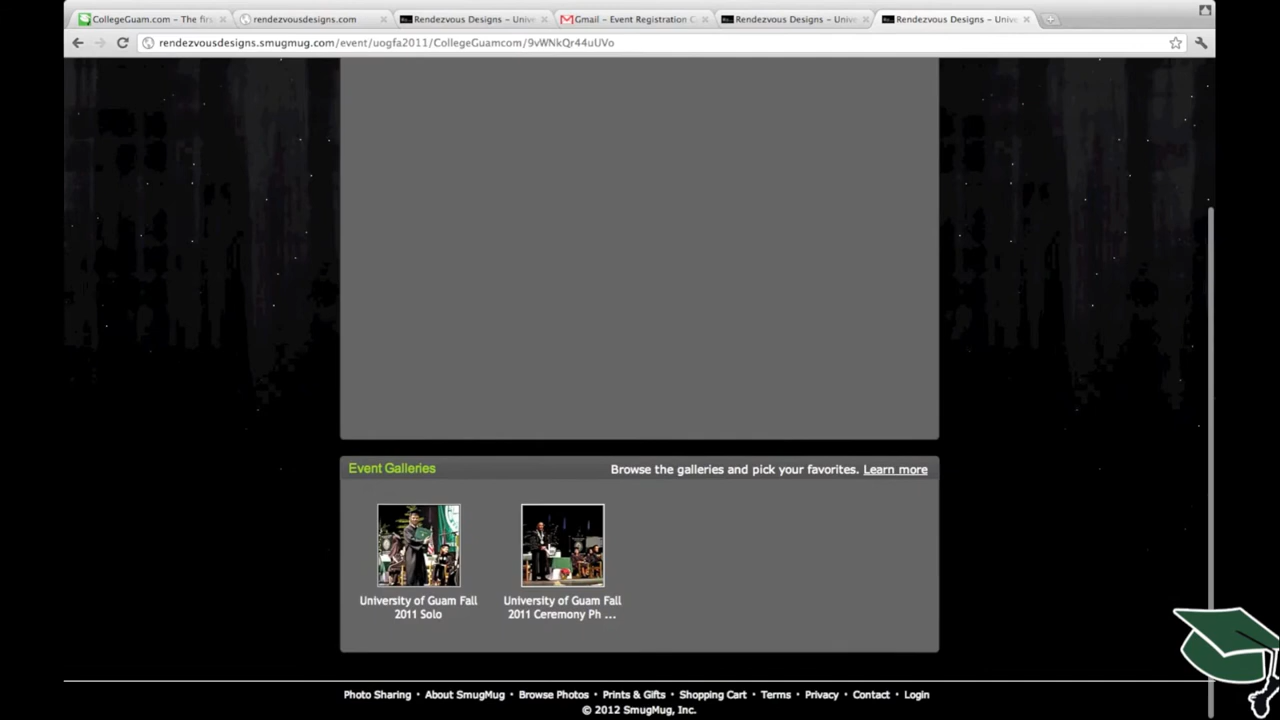 CollegeGuam.com – The firs
rendezvousdesigns.com
Rendezvous Designs – Unive
Gmail – Event Registration C
Rendezvous Designs – Unive
Rendezvous Designs – Unive
rendezvousdesigns.smugmug.com/event/uogfa2011/CollegeGuamcom/9vWNkQr44uUVo
Event Galleries
Browse the galleries and pick your favorites. Learn more
University of Guam Fall
2011 Solo
University of Guam Fall
2011 Ceremony Ph ...
Photo Sharing · About SmugMug · Browse Photos · Prints & Gifts · Shopping Cart · Terms · Privacy · Contact · Login
© 2012 SmugMug, Inc.